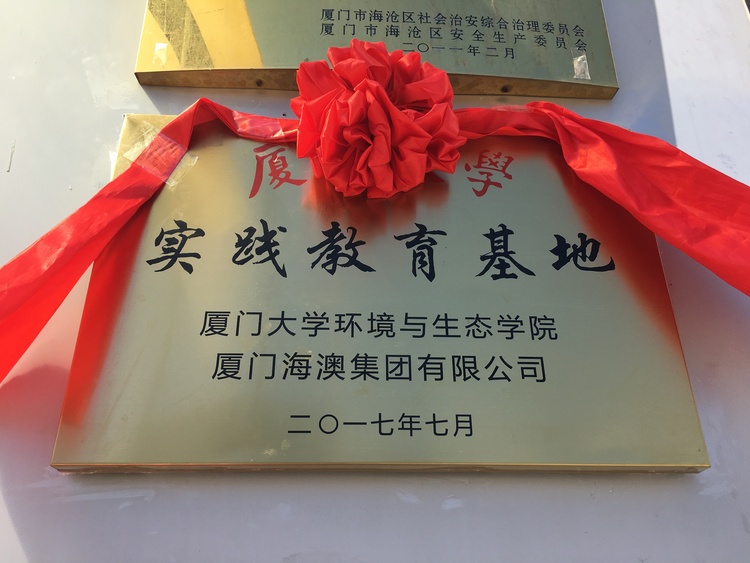 厦门市海沧区社会治安综合治理委员会
厦门市海沧区安全生产委员会
二〇一一年二月
厦 學
实践教育基地
厦门大学环境与生态学院
厦门海澳集团有限公司
二〇一七年七月